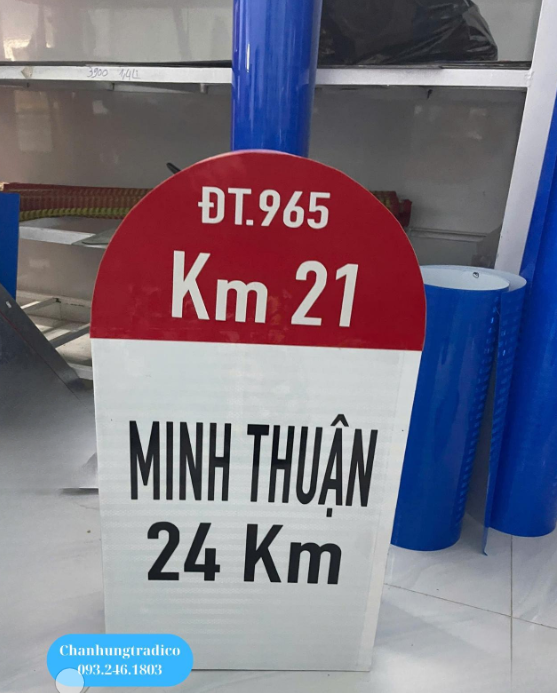 ĐT.965
Km 21
MINH THUẬN
24 Km
Chanhungtradico
093.246.1803